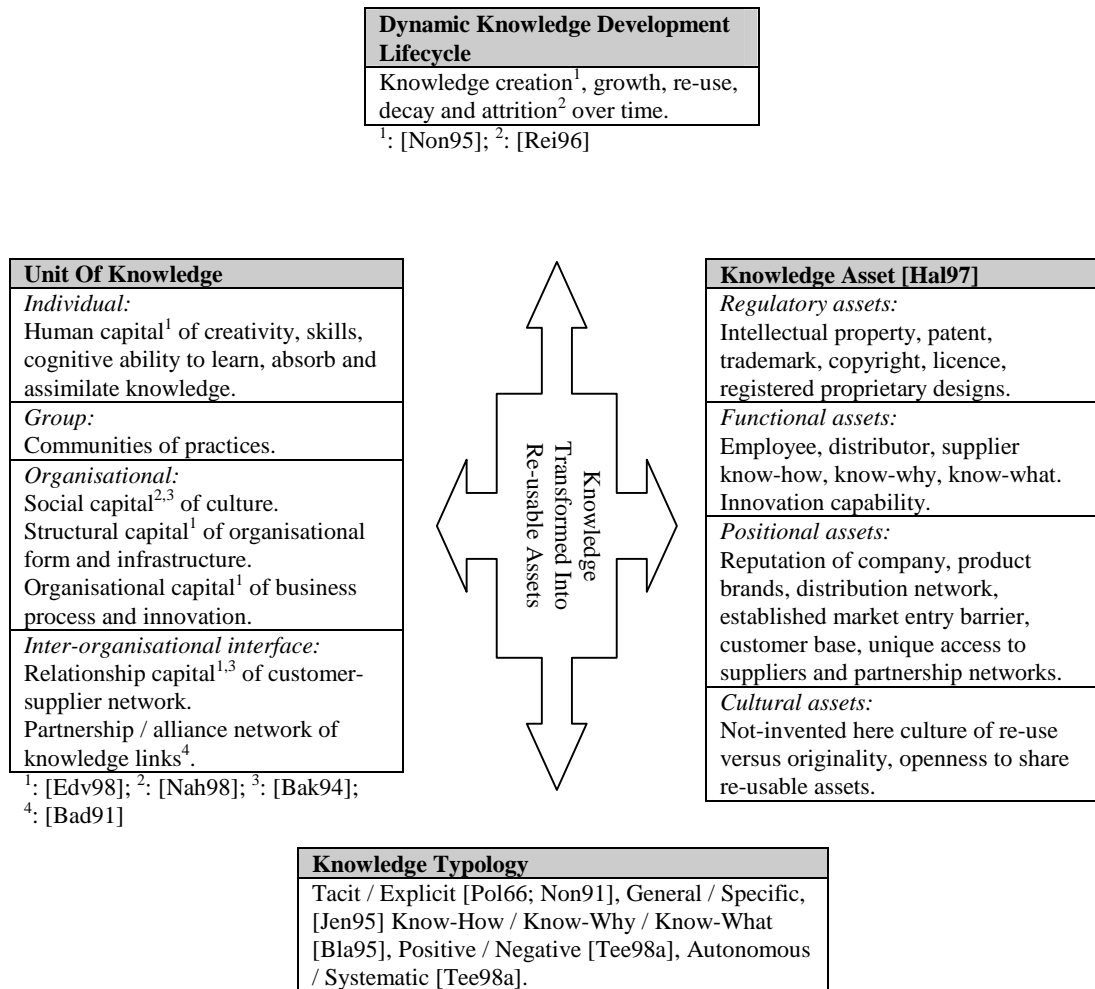 Dynamic Knowledge Development
Lifecycle
Knowledge creation¹, growth, re-use,
decay and attrition² over time.
¹: [Non95]; ²: [Rei96]
Unit Of Knowledge
Individual:
Human capital¹ of creativity, skills,
cognitive ability to learn, absorb and
assimilate knowledge.
Group:
Communities of practices.
Organisational:
Social capital²,³ of culture.
Structural capital¹ of organisational
form and infrastructure.
Organisational capital¹ of business
process and innovation.
Inter-organisational interface:
Relationship capital¹,³ of customer-
supplier network.
Partnership / alliance network of
knowledge links⁴.
¹: [Edv98]; ²: [Nah98]; ³: [Bak94];
⁴: [Bad91]
Knowledge
Transformed Into
Re-usable Assets
Knowledge Asset [Hal97]
Regulatory assets:
Intellectual property, patent,
trademark, copyright, licence,
registered proprietary designs.
Functional assets:
Employee, distributor, supplier
know-how, know-why, know-what.
Innovation capability.
Positional assets:
Reputation of company, product
brands, distribution network,
established market entry barrier,
customer base, unique access to
suppliers and partnership networks.
Cultural assets:
Not-invented here culture of re-use
versus originality, openness to share
re-usable assets.
Knowledge Typology
Tacit / Explicit [Pol66; Non91], General / Specific,
[Jen95] Know-How / Know-Why / Know-What
[Bla95], Positive / Negative [Tee98a], Autonomous
/ Systematic [Tee98a].